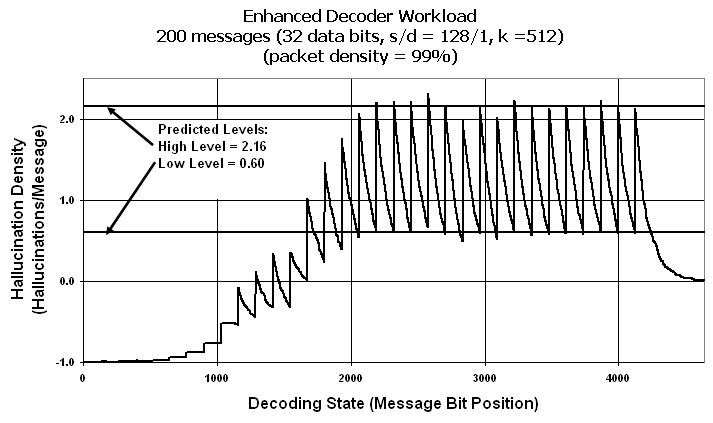 Enhanced Decoder Workload
200 messages (32 data bits, s/d = 128/1, k =512)
(packet density = 99%)
Hallucination Density
(Hallucinations/Message)
2.0
1.0
0.0
-1.0
Predicted Levels:
High Level = 2.16
Low Level = 0.60
0
1000
2000
3000
4000
Decoding State (Message Bit Position)